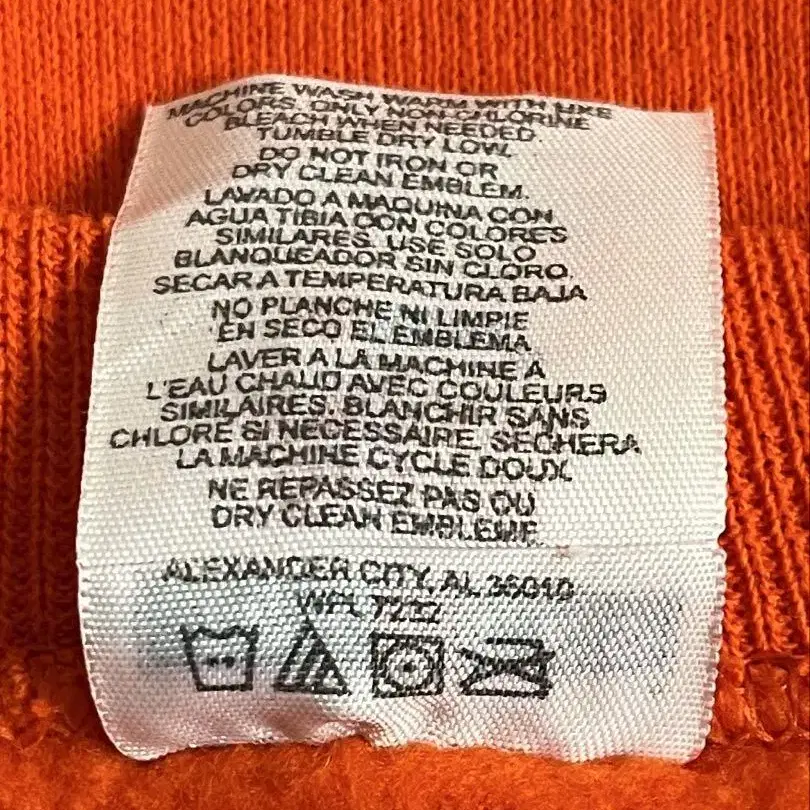 MACHINE WASH WARM WITH LIKE
COLORS. ONLY NON-CHLORINE
BLEACH WHEN NEEDED.
TUMBLE DRY LOW.
DO NOT IRON OR
DRY CLEAN EMBLEM.
LAVADO A MAQUINA CON
AGUA TIBIA CON COLORES
SIMILARES. USE SOLO
BLANQUEADOR SIN CLORO.
SECAR A TEMPERATURA BAJA
NO PLANCHE NI LIMPIE
EN SECO EL EMBLEMA
LAVER A LA MACHINE A
L'EAU CHAUD AVEC COULEURS
SIMILAIRES. BLANCHIR SANS
CHLORE SI NECESSAIRE. SECHER A
LA MACHINE CYCLE DOUX
NE REPASSEZ PAS OU
DRY CLEAN EMBLEME
ALEXANDER CITY, AL 35010
WPL 7232